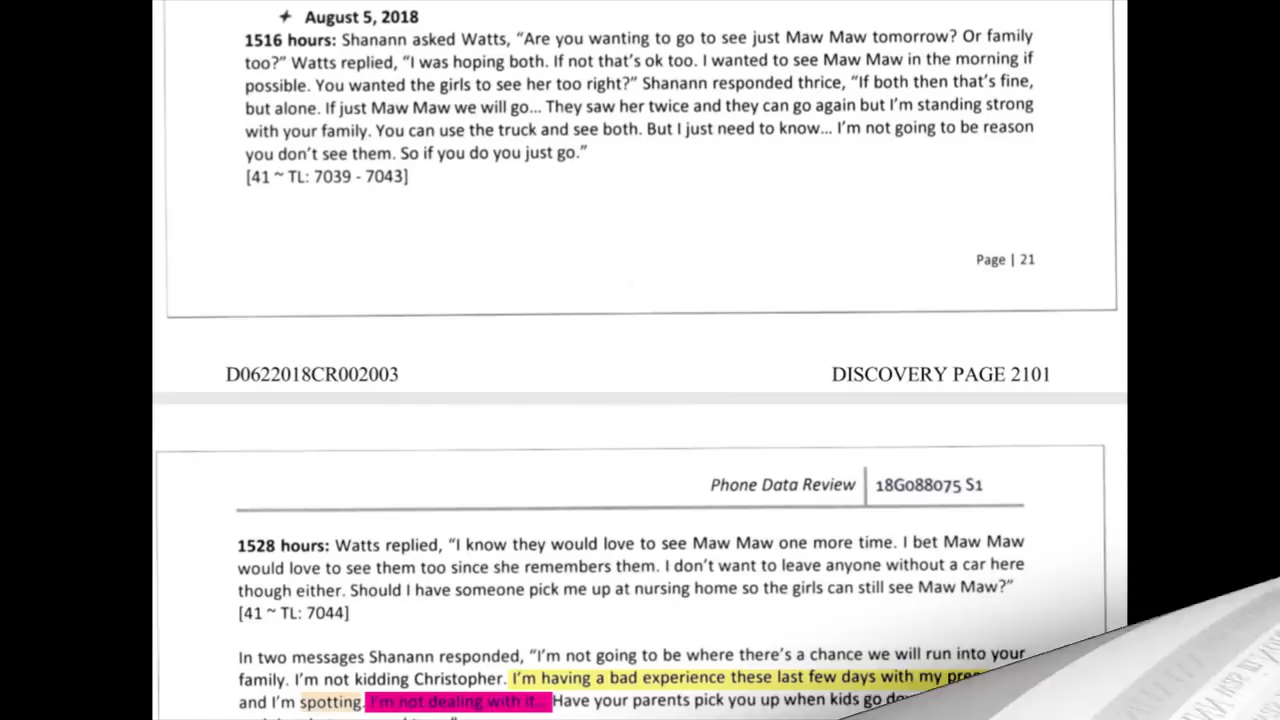 August 5, 2018
1516 hours: Shanann asked Watts, “Are you wanting to go to see just Maw Maw tomorrow? Or family
too?” Watts replied, “I was hoping both. If not that’s ok too. I wanted to see Maw Maw in the morning if
possible. You wanted the girls to see her too right?” Shanann responded thrice, “If both then that’s fine,
but alone. If just Maw Maw we will go… They saw her twice and they can go again but I’m standing strong
with your family. You can use the truck and see both. But I just need to know… I’m not going to be reason
you don’t see them. So if you do you just go.”
[41 ~ TL: 7039 - 7043]
Page | 21
D0622018CR002003
DISCOVERY PAGE 2101
Phone Data Review
18G088075 S1
1528 hours: Watts replied, “I know they would love to see Maw Maw one more time. I bet Maw Maw
would love to see them too since she remembers them. I don’t want to leave anyone without a car here
though either. Should I have someone pick me up at nursing home so the girls can still see Maw Maw?”
[41 ~ TL: 7044]
In two messages Shanann responded, “I’m not going to be where there’s a chance we will run into your
family. I’m not kidding Christopher. I’m having a bad experience these last few days with my
and I’m spotting. I’m not dealing with it… Have your parents pick you up when kids go